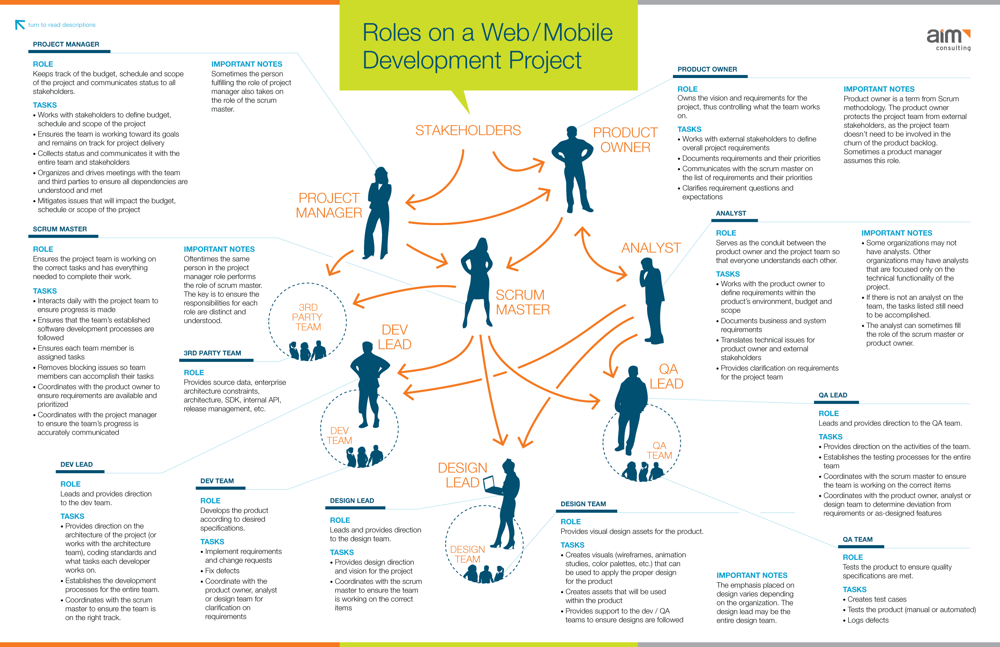 turn to read descriptions
Roles on a Web/Mobile
Development Project
aim
consulting
PROJECT MANAGER
ROLE
Keeps track of the budget, schedule and scope
of the project and communicates status to all
stakeholders.
TASKS
• Works with stakeholders to define budget,
schedule and scope of the project
• Ensures the team is working toward its goals
and remains on track for project delivery
• Collects status and communicates it with the
entire team and stakeholders
• Organizes and drives meetings with the team
and third parties to ensure all dependencies are
understood and met
• Mitigates issues that will impact the budget,
schedule or scope of the project
IMPORTANT NOTES
Sometimes the person
fulfilling the role of project
manager also takes on
the role of the scrum
master.
SCRUM MASTER
ROLE
Ensures the project team is working on
the correct tasks and has everything
needed to complete their work.
TASKS
• Interacts daily with the project team to
ensure progress is made
• Ensures that the team's established
software development processes are
followed
• Ensures each team member is
assigned tasks
• Removes blocking issues so team
members can accomplish their tasks
• Coordinates with the product owner to
ensure requirements are available and
prioritized
• Coordinates with the project manager
to ensure the team's progress is
accurately communicated
IMPORTANT NOTES
Oftentimes the same
person in the project
manager role performs
the role of scrum master.
The key is to ensure the
responsibilities for each
role are distinct and
understood.
3RD PARTY TEAM
ROLE
Provides source data, enterprise
architecture constraints,
architecture, SDK, internal API,
release management, etc.
STAKEHOLDERS
PRODUCT
OWNER
PROJECT
MANAGER
ANALYST
SCRUM
MASTER
3RD
PARTY
TEAM
DEV
LEAD
QA
LEAD
DEV
TEAM
QA
TEAM
DESIGN
LEAD
DESIGN
TEAM
PRODUCT OWNER
ROLE
Owns the vision and requirements for the
project, thus controlling what the team works
on.
TASKS
• Works with external stakeholders to define
overall project requirements
• Documents requirements and their priorities
• Communicates with the scrum master on
the list of requirements and their priorities
• Clarifies requirement questions and
expectations
IMPORTANT NOTES
Product owner is a term from Scrum
methodology. The product owner
protects the project team from external
stakeholders, as the project team
doesn't need to be involved in the
churn of the product backlog.
Sometimes a product manager
assumes this role.
ANALYST
ROLE
Serves as the conduit between the
product owner and the project team so
that everyone understands each other.
TASKS
• Works with the product owner to
define requirements within the
product's environment, budget and
scope
• Documents business and system
requirements
• Translates technical issues for
product owner and external
stakeholders
• Provides clarification on requirements
for the project team
IMPORTANT NOTES
• Some organizations may not
have analysts. Other
organizations may have analysts
that are focused only on the
technical functionality of the
project.
• If there is not an analyst on the
team, the tasks listed still need
to be accomplished.
• The analyst can sometimes fill
the role of the scrum master or
product owner.
QA LEAD
ROLE
Leads and provides direction to the QA team.
TASKS
• Provides direction on the activities of the team.
• Establishes the testing processes for the entire
team
• Coordinates with the scrum master to ensure
the team is working on the correct items
• Coordinates with the product owner, analyst or
design team to determine deviation from
requirements or as-designed features
DEV LEAD
ROLE
Leads and provides direction
to the dev team.
TASKS
• Provides direction on the
architecture of the project (or
works with the architecture
team), coding standards and
what tasks each developer
works on.
• Establishes the development
processes for the entire team.
• Coordinates with the scrum
master to ensure the team is
on the right track.
DEV TEAM
ROLE
Develops the product
according to desired
specifications.
TASKS
• Implement requirements
and change requests
• Fix defects
• Coordinate with the
product owner, analyst
or design team for
clarification on
requirements
DESIGN LEAD
ROLE
Leads and provides direction
to the design team.
TASKS
• Provides design direction
and vision for the project
• Coordinates with the scrum
master to ensure the team
is working on the correct
items
DESIGN TEAM
ROLE
Provides visual design assets for the product.
TASKS
• Creates visuals (wireframes, animation
studies, color palettes, etc.) that can
be used to apply the proper design
for the product
• Creates assets that will be used
within the product
• Provides support to the dev / QA
teams to ensure designs are followed
IMPORTANT NOTES
The emphasis placed on
design varies depending
on the organization. The
design lead may be the
entire design team.
QA TEAM
ROLE
Tests the product to ensure quality
specifications are met.
TASKS
• Creates test cases
• Tests the product (manual or automated)
• Logs defects